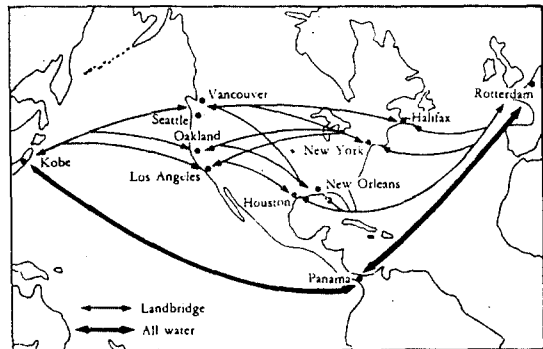 Vancouver
Rotterdam
Seattle
Halifax
Oakland
New York
Kobe
Los Angeles
New Orleans
Houston
Panama
Landbridge
All water